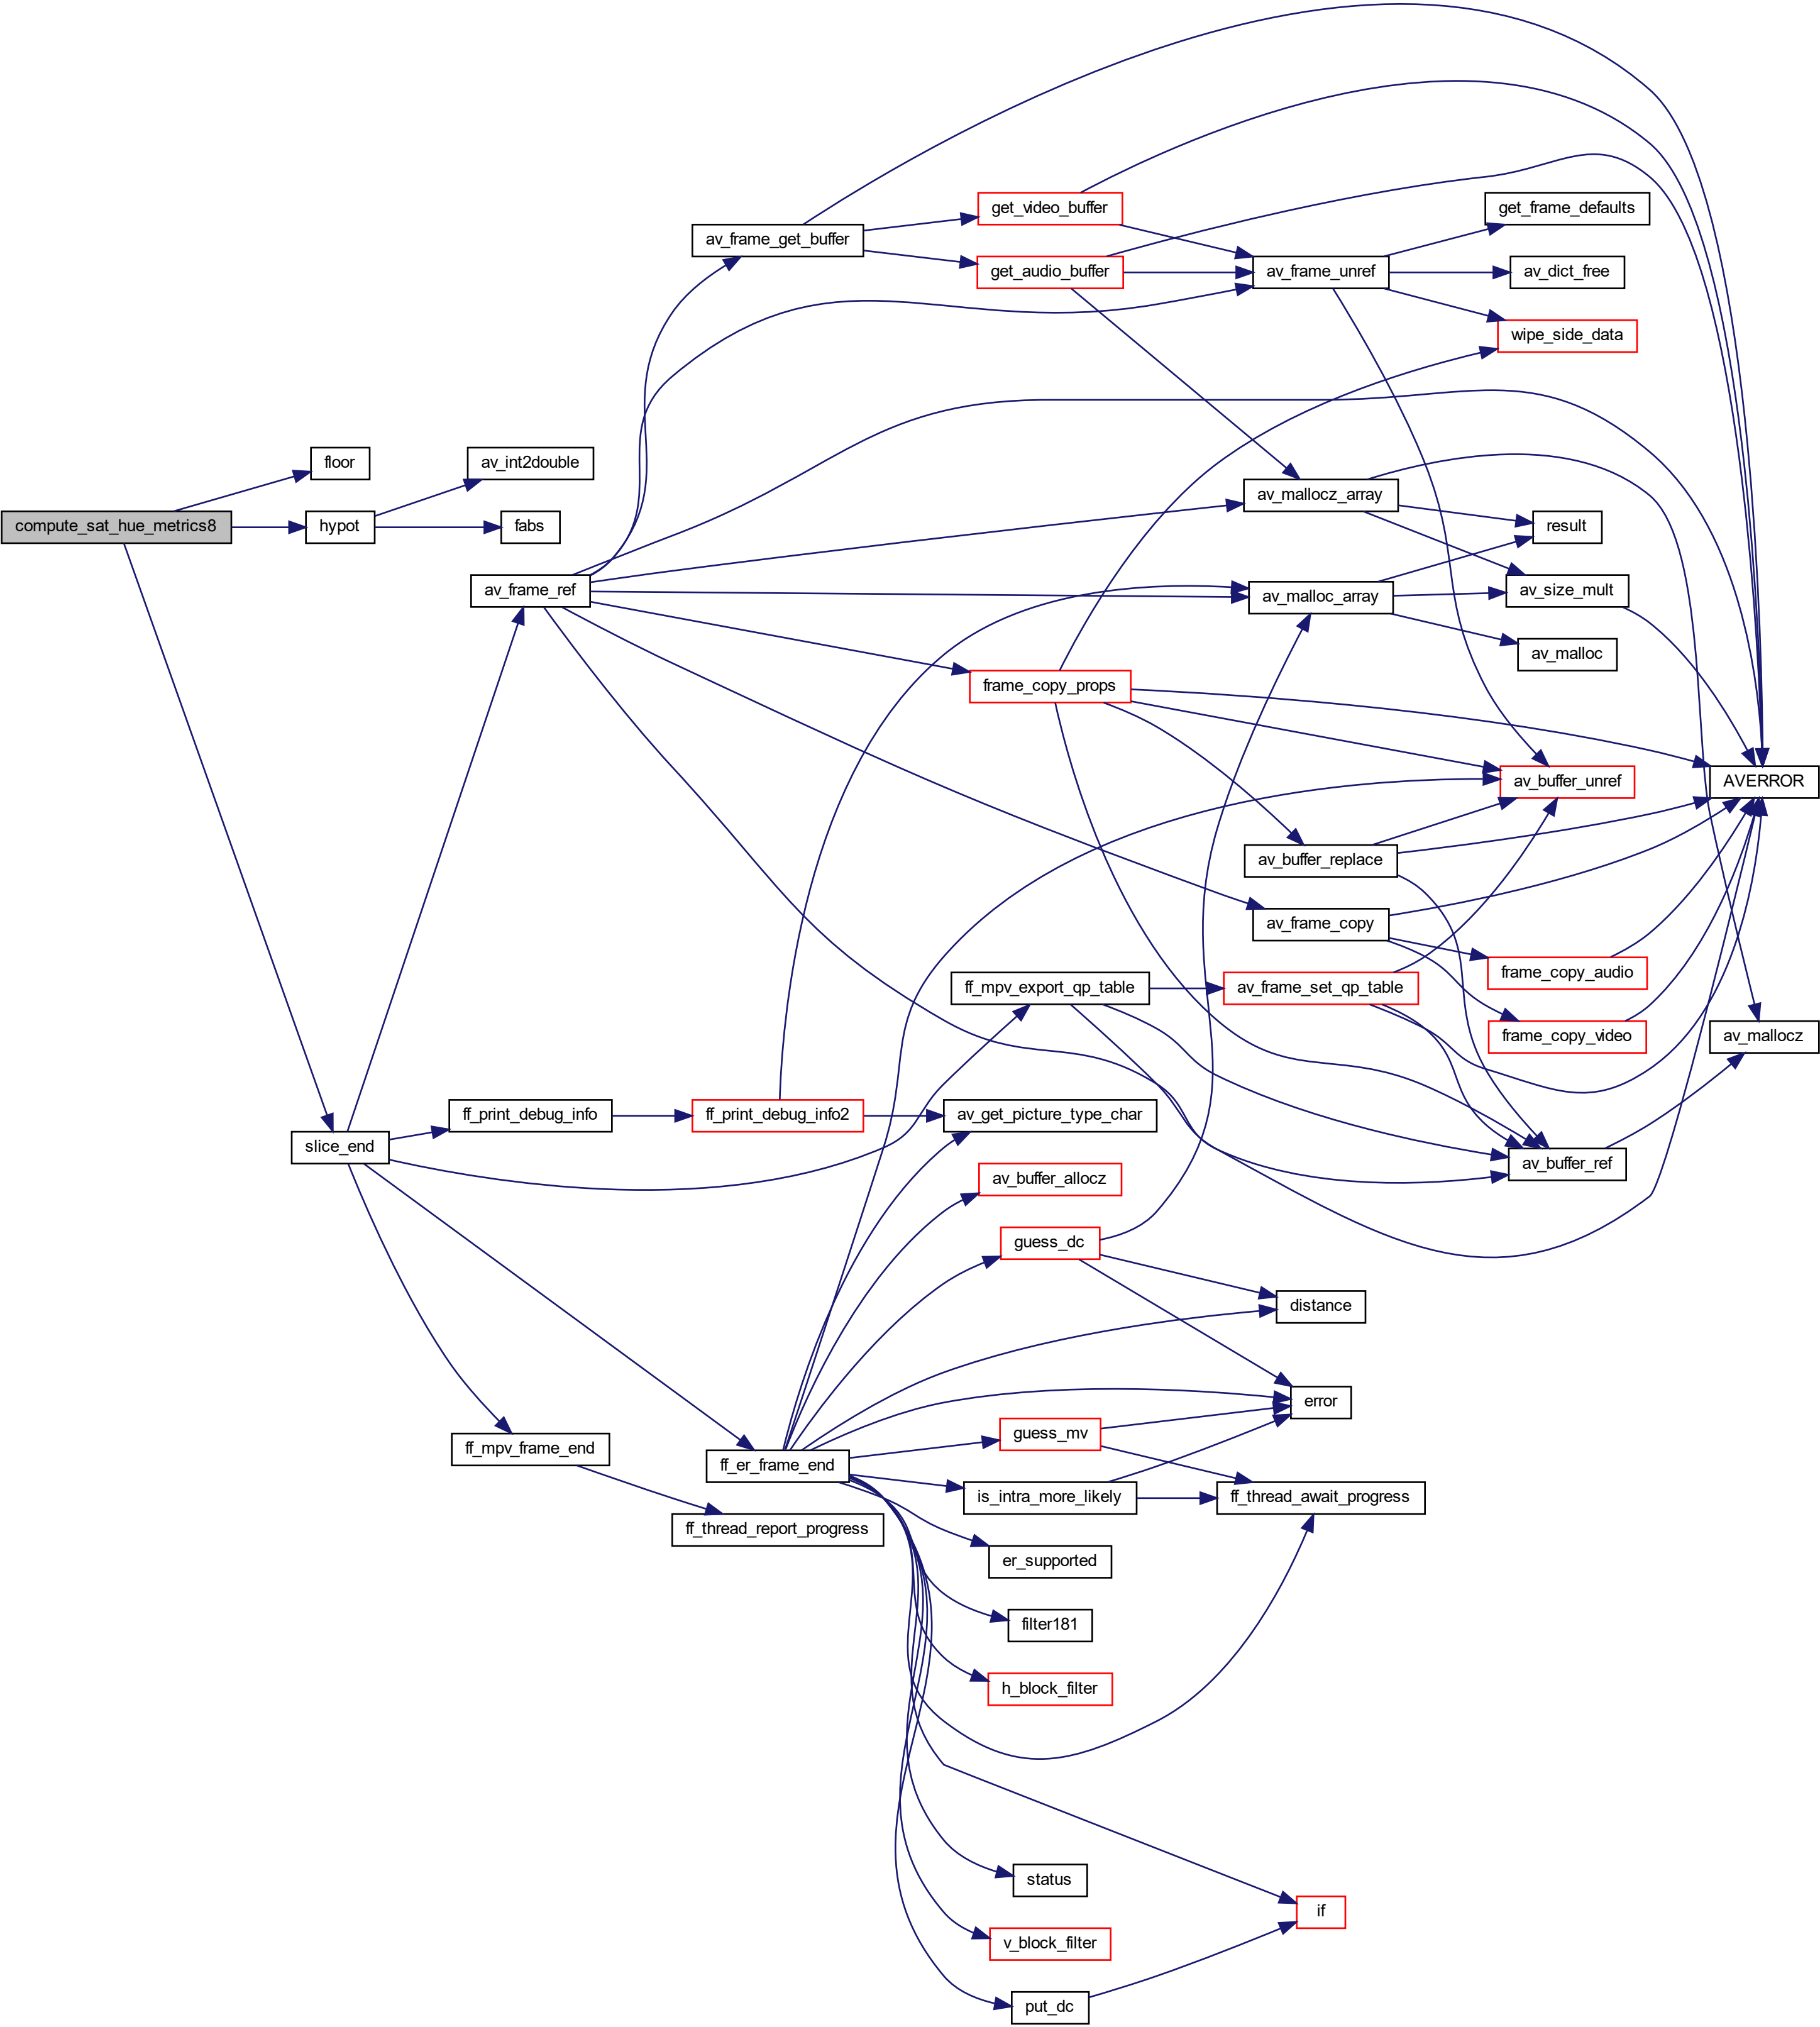 av_frame_get_buffer
get_video_buffer
get_frame_defaults
get_audio_buffer
av_frame_unref
av_dict_free
wipe_side_data
floor
av_int2double
compute_sat_hue_metrics8
hypot
fabs
av_mallocz_array
result
av_frame_ref
av_malloc_array
av_size_mult
av_malloc
frame_copy_props
av_buffer_unref
AVERROR
av_buffer_replace
av_frame_copy
frame_copy_audio
ff_mpv_export_qp_table
av_frame_set_qp_table
frame_copy_video
av_mallocz
ff_print_debug_info
ff_print_debug_info2
av_get_picture_type_char
slice_end
av_buffer_ref
av_buffer_allocz
guess_dc
distance
error
ff_mpv_frame_end
guess_mv
ff_er_frame_end
is_intra_more_likely
ff_thread_await_progress
ff_thread_report_progress
er_supported
filter181
h_block_filter
status
if
v_block_filter
put_dc